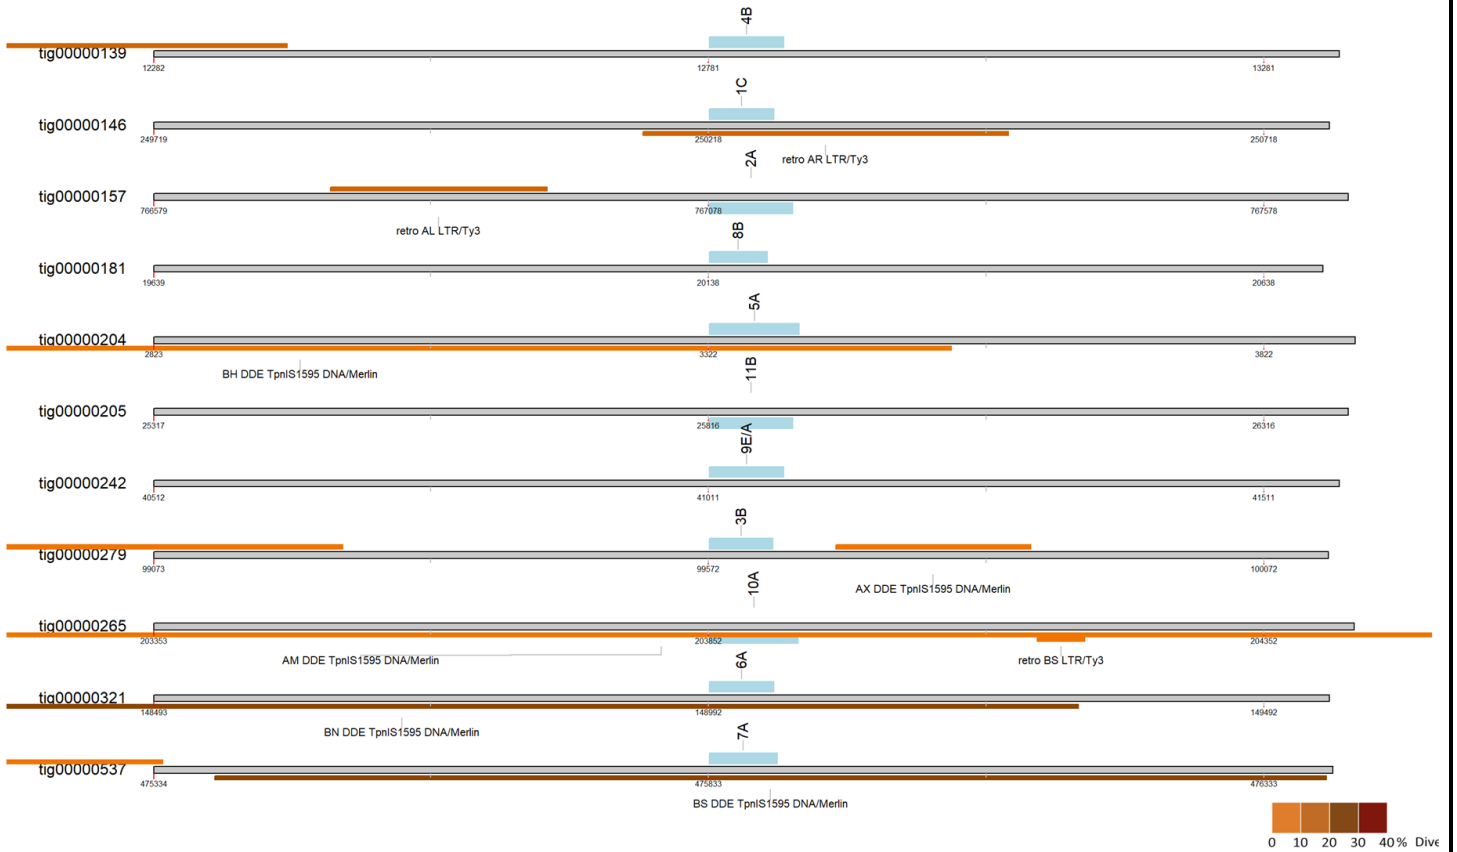 4B
tig00000139
12282 12781 13281
1C
tig00000146
249719 250218 250718
retro AR LTR/Ty3
2A
tig00000157
766579 767078 767578
retro AL LTR/Ty3
8B
tig00000181
19639 20138 20638
5A
tig00000204
2823 3322 3822
BH DDE TpnIS1595 DNA/Merlin
11B
tig00000205
25317 25816 26316
9E/A
tig00000242
40512 41011 41511
3B
tig00000279
99073 99572 100072
AX DDE TpnIS1595 DNA/Merlin
10A
tig00000265
203353 203852 204352
AM DDE TpnIS1595 DNA/Merlin retro BS LTR/Ty3
6A
tig00000321
148493 148992 149492
BN DDE TpnIS1595 DNA/Merlin
7A
tig00000537
475334 475833 476333
BS DDE TpnIS1595 DNA/Merlin
0 10 20 30 40% Dive